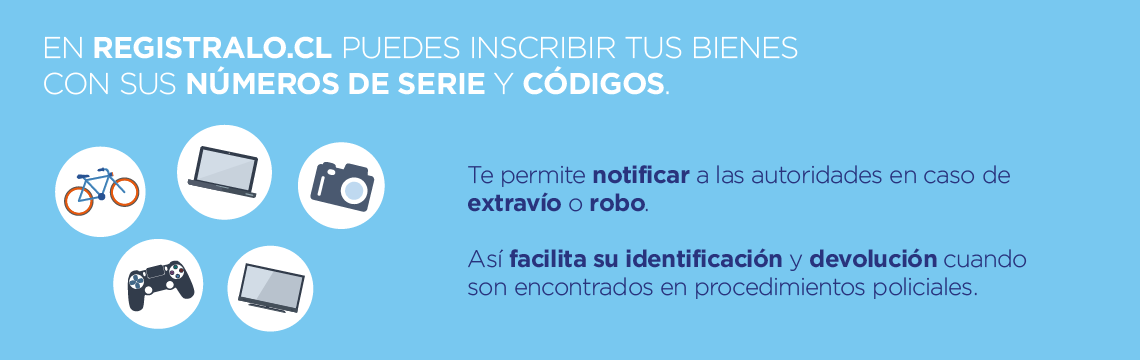 EN REGISTRALO.CL PUEDES INSCRIBIR TUS BIENES
CON SUS NÚMEROS DE SERIE Y CÓDIGOS.
Te permite notificar a las autoridades en caso de
extravío o robo.
Así facilita su identificación y devolución cuando
son encontrados en procedimientos policiales.